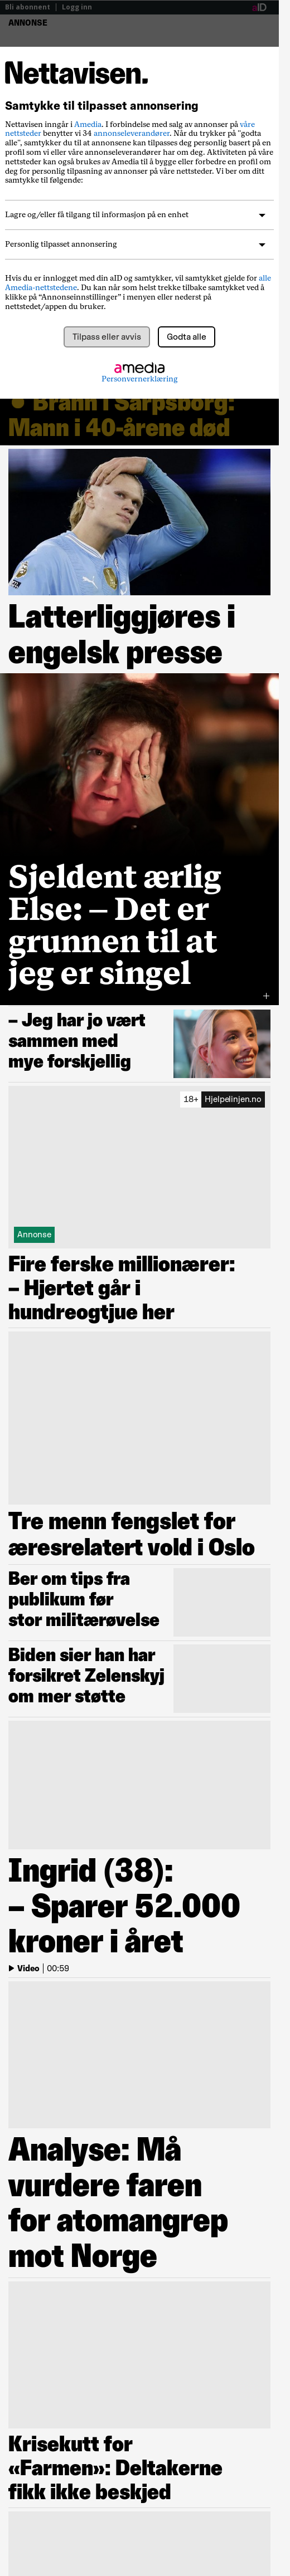 Bli abonnent | Logg inn
aID
ANNONSE
Nettavisen.
Samtykke til tilpasset annonsering
Nettavisen inngår i Amedia. I forbindelse med salg av annonser på våre
nettsteder benytter vi 34 annonseleverandører. Når du trykker på "godta
alle", samtykker du til at annonsene kan tilpasses deg personlig basert på en
profil som vi eller våre annonseleverandører har om deg. Aktiviteten på våre
nettsteder kan også brukes av Amedia til å bygge eller forbedre en profil om
deg for personlig tilpasning av annonser på våre nettsteder. Vi ber om ditt
samtykke til følgende:
Lagre og/eller få tilgang til informasjon på en enhet
Personlig tilpasset annonsering
Hvis du er innlogget med din aID og samtykker, vil samtykket gjelde for alle
Amedia-nettstedene. Du kan når som helst trekke tilbake samtykket ved å
klikke på “Annonseinnstillinger” i menyen eller nederst på
nettstedet/appen du bruker.
Tilpass eller avvis
Godta alle
amedia
Personvernerklæring
Brann i Sarpsborg:
Mann i 40-årene død
Latterliggjøres i
engelsk presse
Sjeldent ærlig
Else: – Det er
grunnen til at
jeg er singel
– Jeg har jo vært
sammen med
mye forskjellig
18+ Hjelpelinjen.no
Annonse
Fire ferske millionærer:
– Hjertet går i
hundreogtjue her
Tre menn fengslet for
æresrelatert vold i Oslo
Ber om tips fra
publikum før
stor militærøvelse
Biden sier han har
forsikret Zelenskyj
om mer støtte
Ingrid (38):
– Sparer 52.000
kroner i året
Video | 00:59
Analyse: Må
vurdere faren
for atomangrep
mot Norge
Krisekutt for
«Farmen»: Deltakerne
fikk ikke beskjed